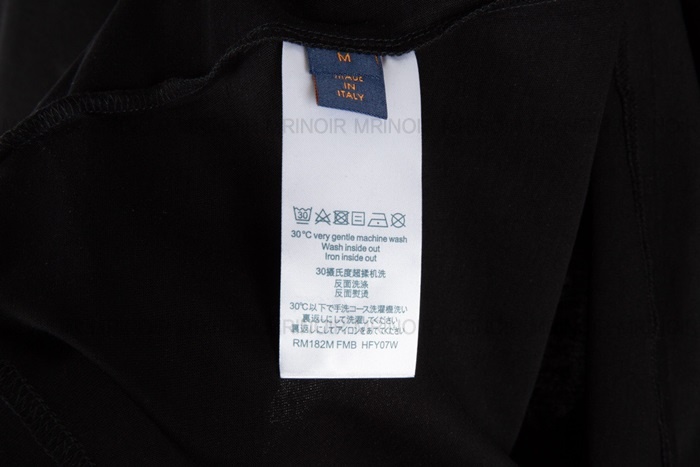 M
MADE
IN
ITALY
MRINOIR MRINOIR MRINOIR
30
30°C very gentle machine wash
Wash inside out
Iron inside out
30攝氏度超揉机洗
反面洗涤
反面熨烫
30℃以下で手洗コース洗濯機洗い
裏返しにして洗濯してください
裏返しにしてアイロンをあててください
RM182M FMB HFY07W